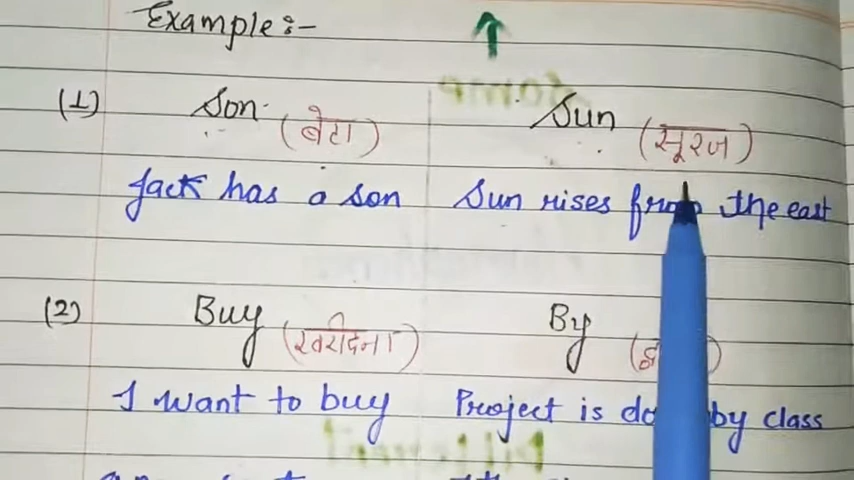 Example:-
(1) Son (बेटा) Sun (सूरज)
Jack has a son Sun rises from the east
(2) Buy (खरीदना) By
I want to buy Project is by class